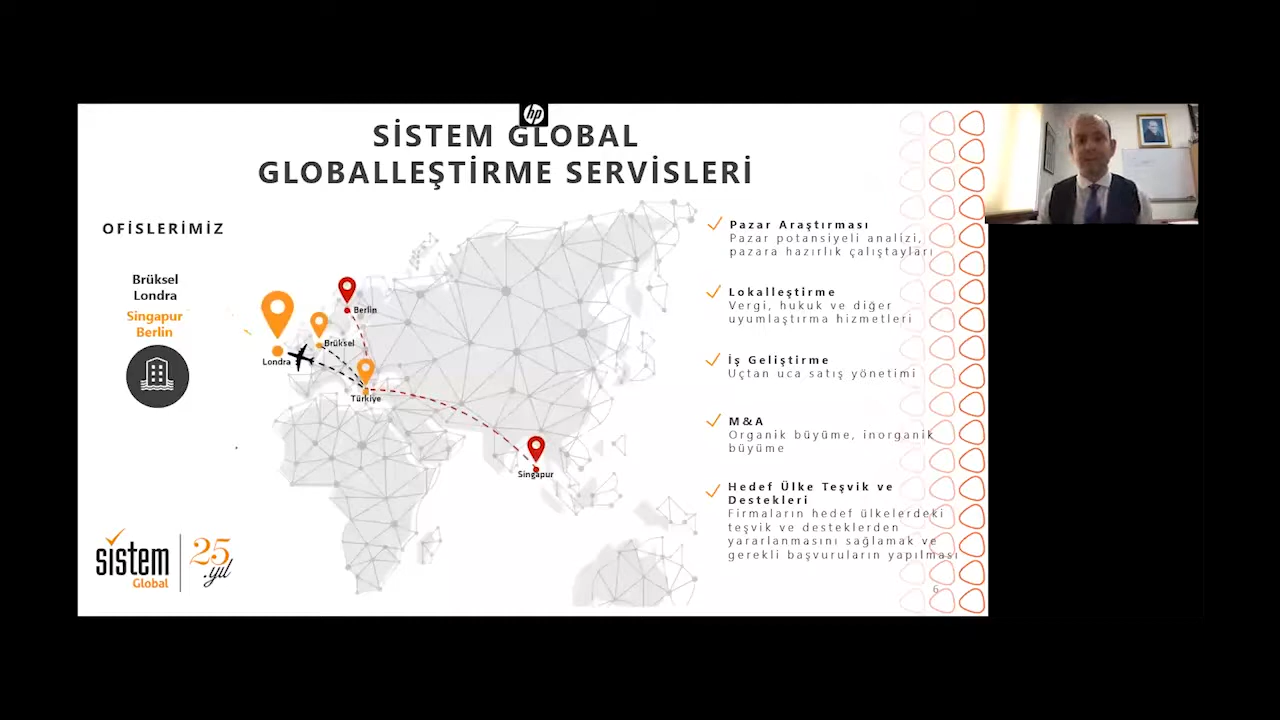 hp
SİSTEM GLOBAL
GLOBALLEŞTİRME SERVİSLERİ
OFİSLERİMİZ
Brüksel
Londra
Singapur
Berlin
Berlin
Brüksel
Londra
Türkiye
Singapur
Pazar Araştırması
Pazar potansiyeli analizi,
pazara hazırlık çalıştayları
Lokalleştirme
Vergi, hukuk ve diğer
uyumlaştırma hizmetleri
İş Geliştirme
Uçtan uca satış yönetimi
M&A
Organik büyüme, inorganik
büyüme
Hedef Ülke Teşvik ve
Destekleri
Firmaların hedef ülkelerdeki
teşvik ve desteklerden
yararlanmasını sağlamak ve
gerekli başvuruların yapılması
sistem
Global
25
.yıl
6